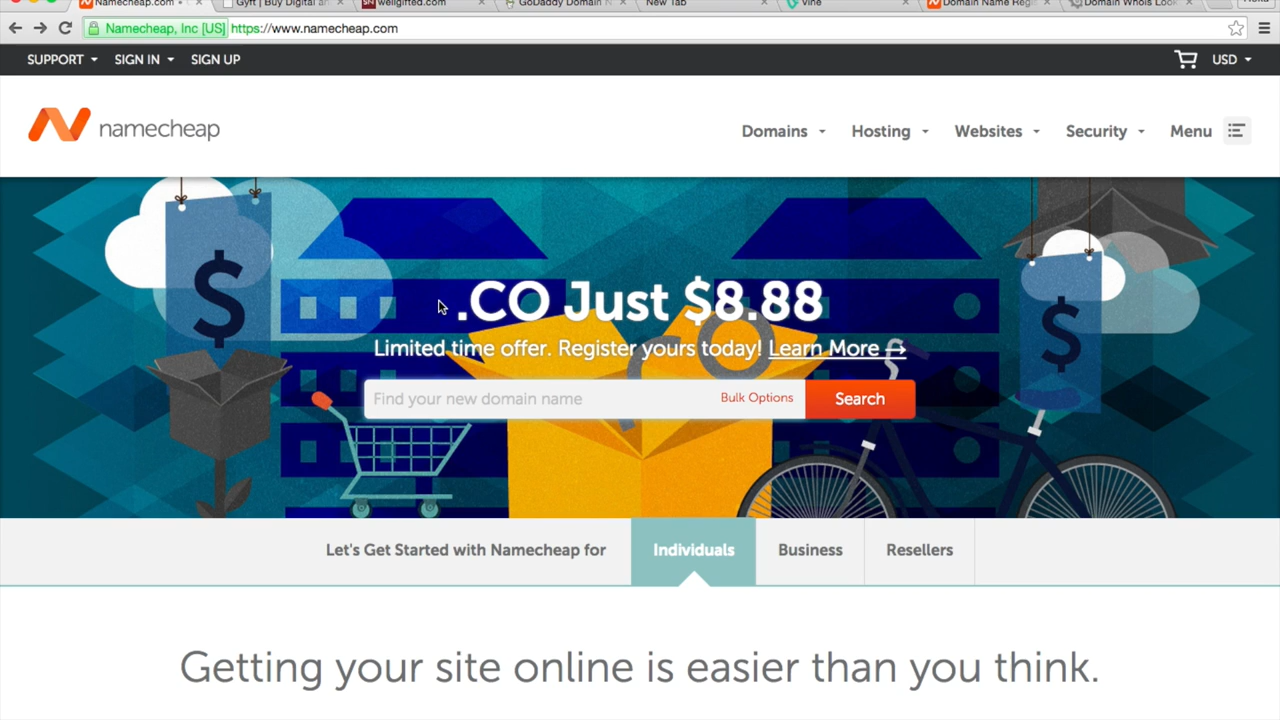 Namecheap.com
Gyft | Buy Digital an
wellgifted.com
GoDaddy Domain N
New Tab
Vine
Domain Name Regi
Domain Whois Look
Namecheap, Inc [US] https://www.namecheap.com
SUPPORT SIGN IN SIGN UP USD
namecheap
Domains Hosting Websites Security Menu
$ $
.CO Just $8.88
Limited time offer. Register yours today! Learn More
Find your new domain name Bulk Options Search
Let's Get Started with Namecheap for Individuals Business Resellers
Getting your site online is easier than you think.